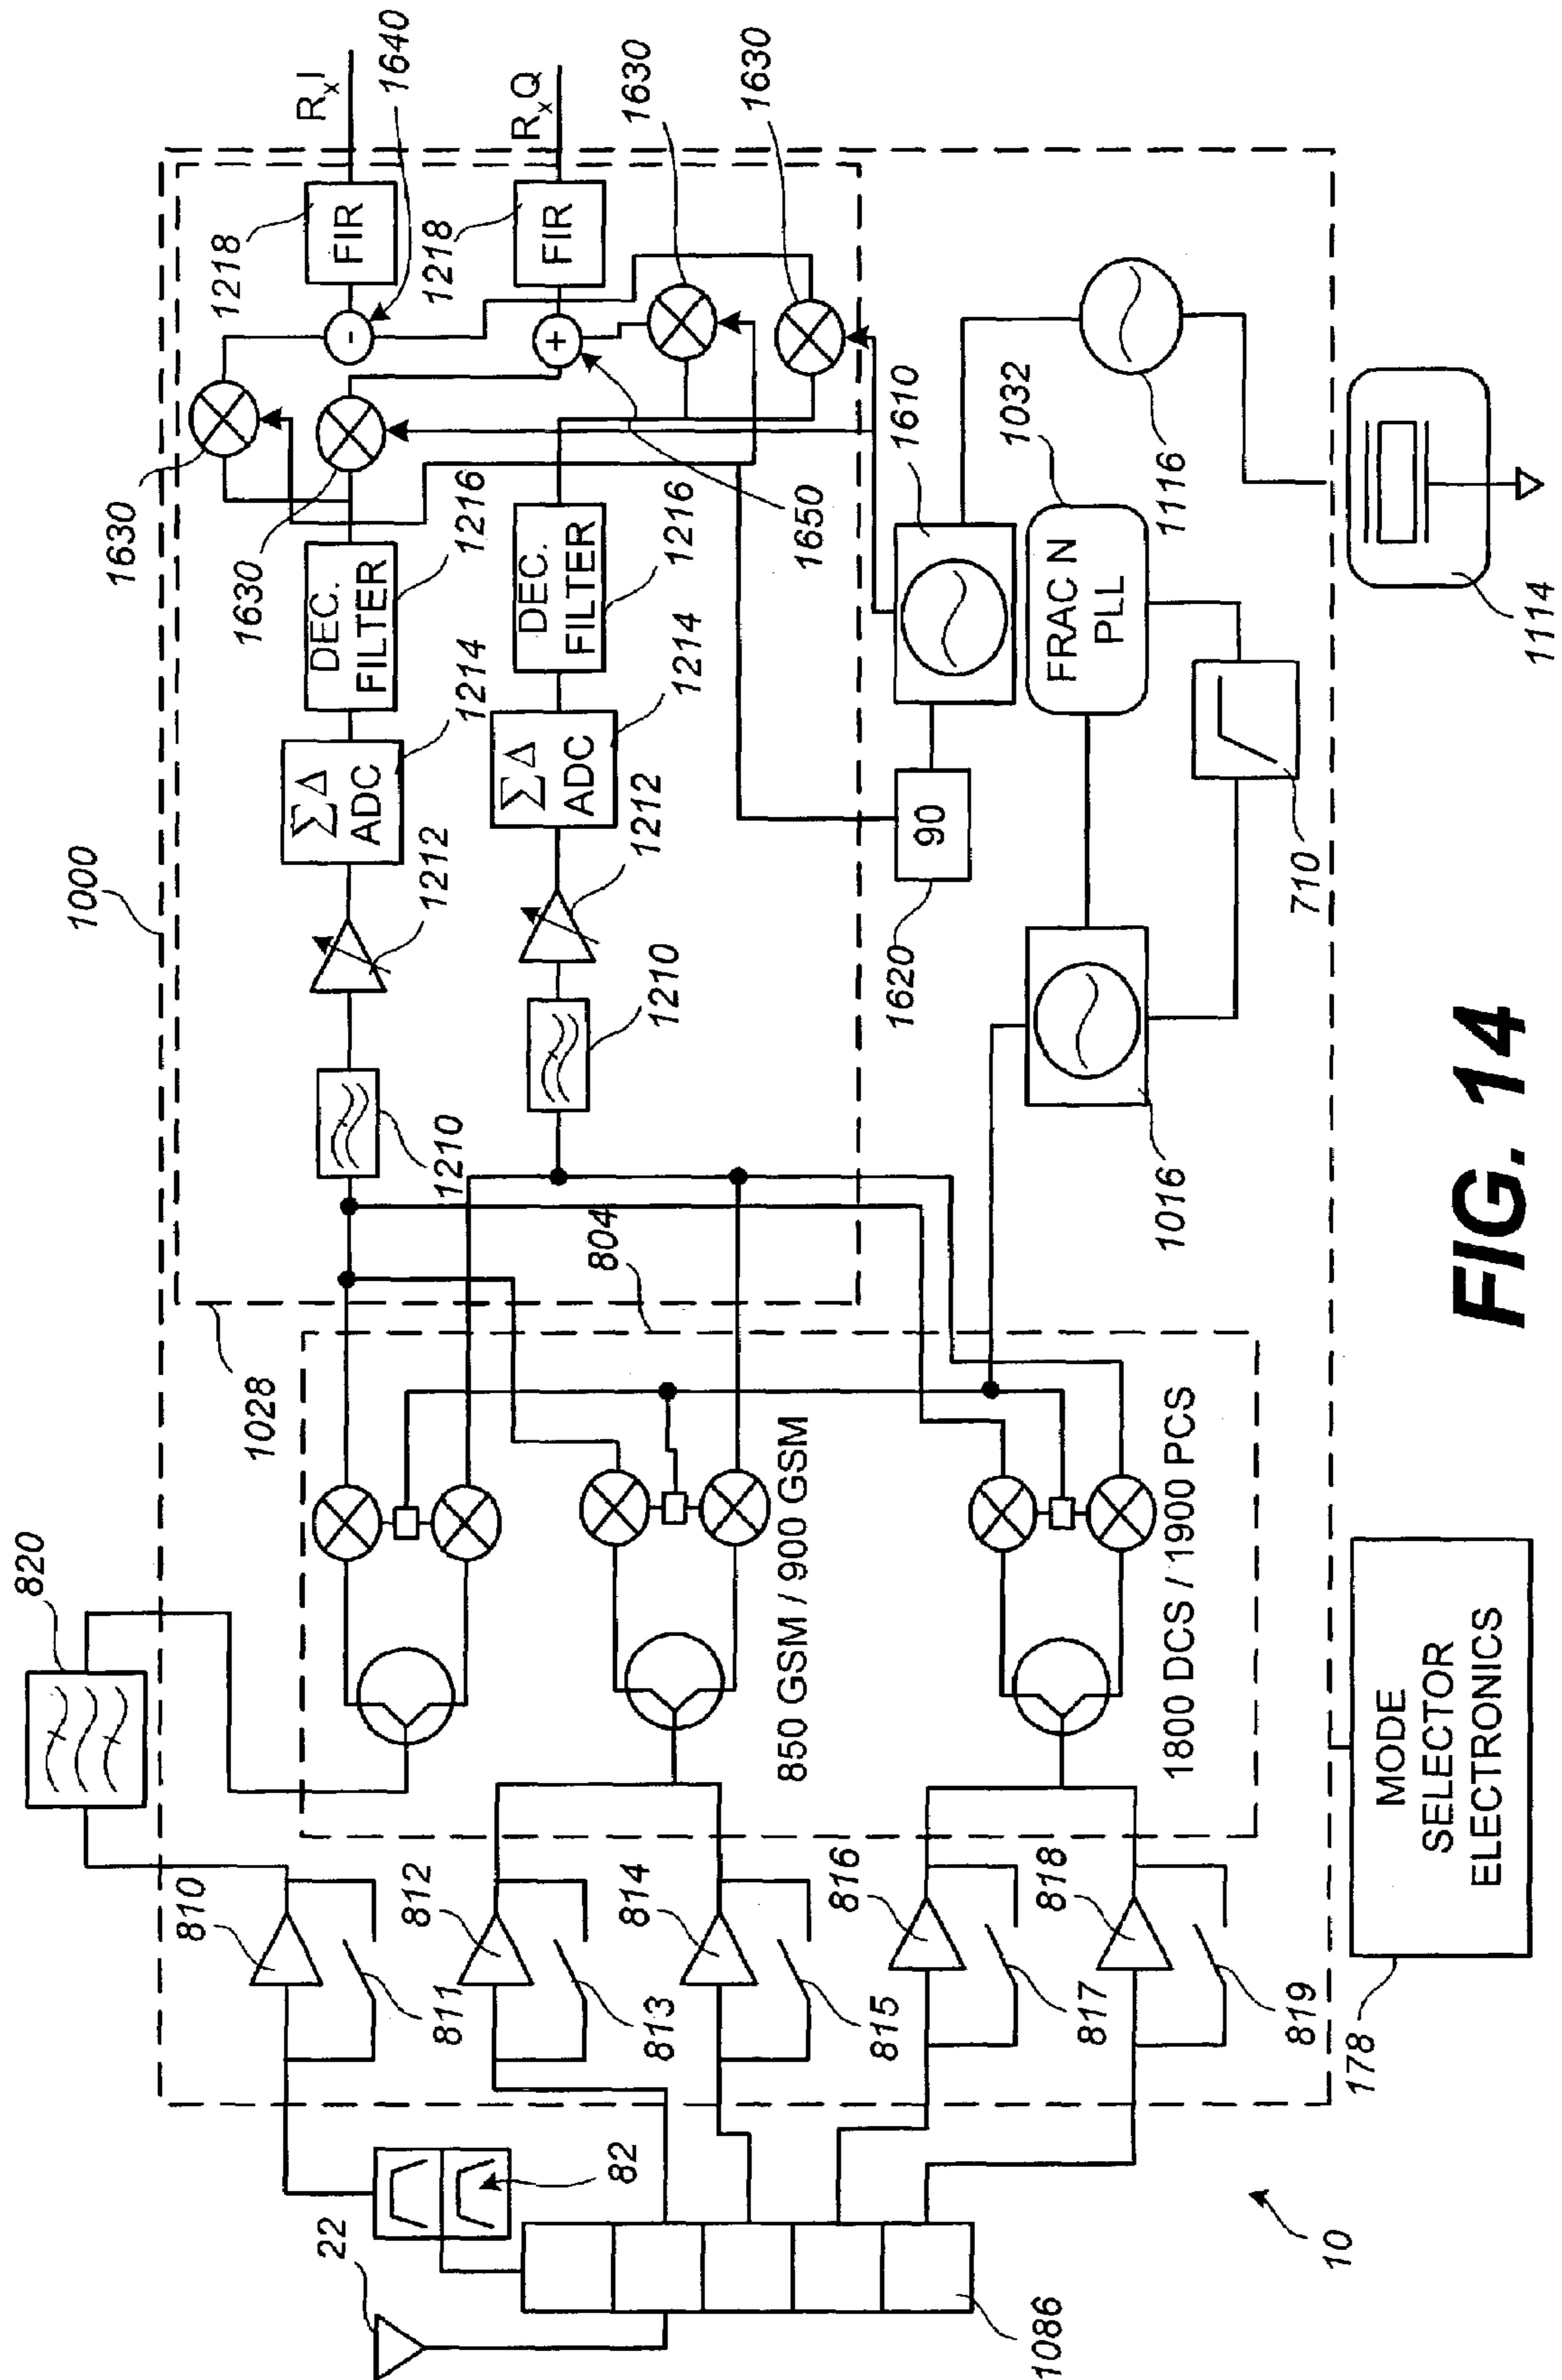 1000
820
1028
804
810
811
812
813
814
815
816
817
818
819
22
82
1086
10
178
MODE
SELECTOR
ELECTRONICS
850 GSM / 900 GSM
1800 DCS / 1900 PCS
1210
1210
1212
1212
ΣΔ
ADC
1214
ΣΔ
ADC
1214
DEC.
FILTER
1216
DEC.
FILTER
1216
1630
1630
1630
1630
1640
1650
-
+
FIR
1218
FIR
1218
RxI
RxQ
1610
90
1620
FRAC N
PLL
1032
1016
710
1116
1114
FIG. 14